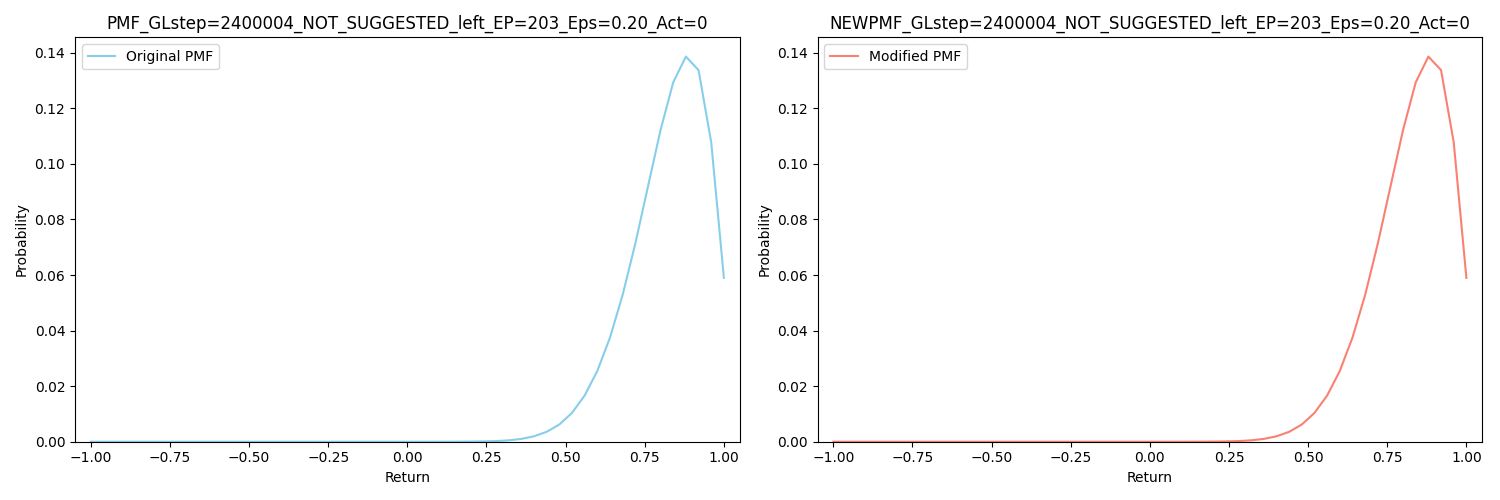 PMF_GLstep=2400004_NOT_SUGGESTED_left_EP=203_Eps=0.20_Act=0
Original PMF
0.14
0.12
0.10
0.08
0.06
0.04
0.02
0.00
Probability
−1.00 −0.75 −0.50 −0.25 0.00 0.25 0.50 0.75 1.00
Return
NEWPMF_GLstep=2400004_NOT_SUGGESTED_left_EP=203_Eps=0.20_Act=0
Modified PMF
0.14
0.12
0.10
0.08
0.06
0.04
0.02
0.00
Probability
−1.00 −0.75 −0.50 −0.25 0.00 0.25 0.50 0.75 1.00
Return